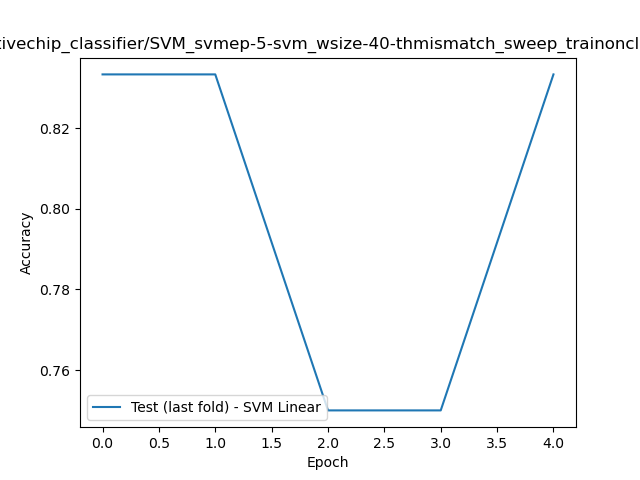 ivechip_classifier/SVM_svmep-5-svm_wsize-40-thmismatch_sweep_trainoncl
0.82
0.80
0.78
0.76
Accuracy
Test (last fold) - SVM Linear
0.0 0.5 1.0 1.5 2.0 2.5 3.0 3.5 4.0
Epoch